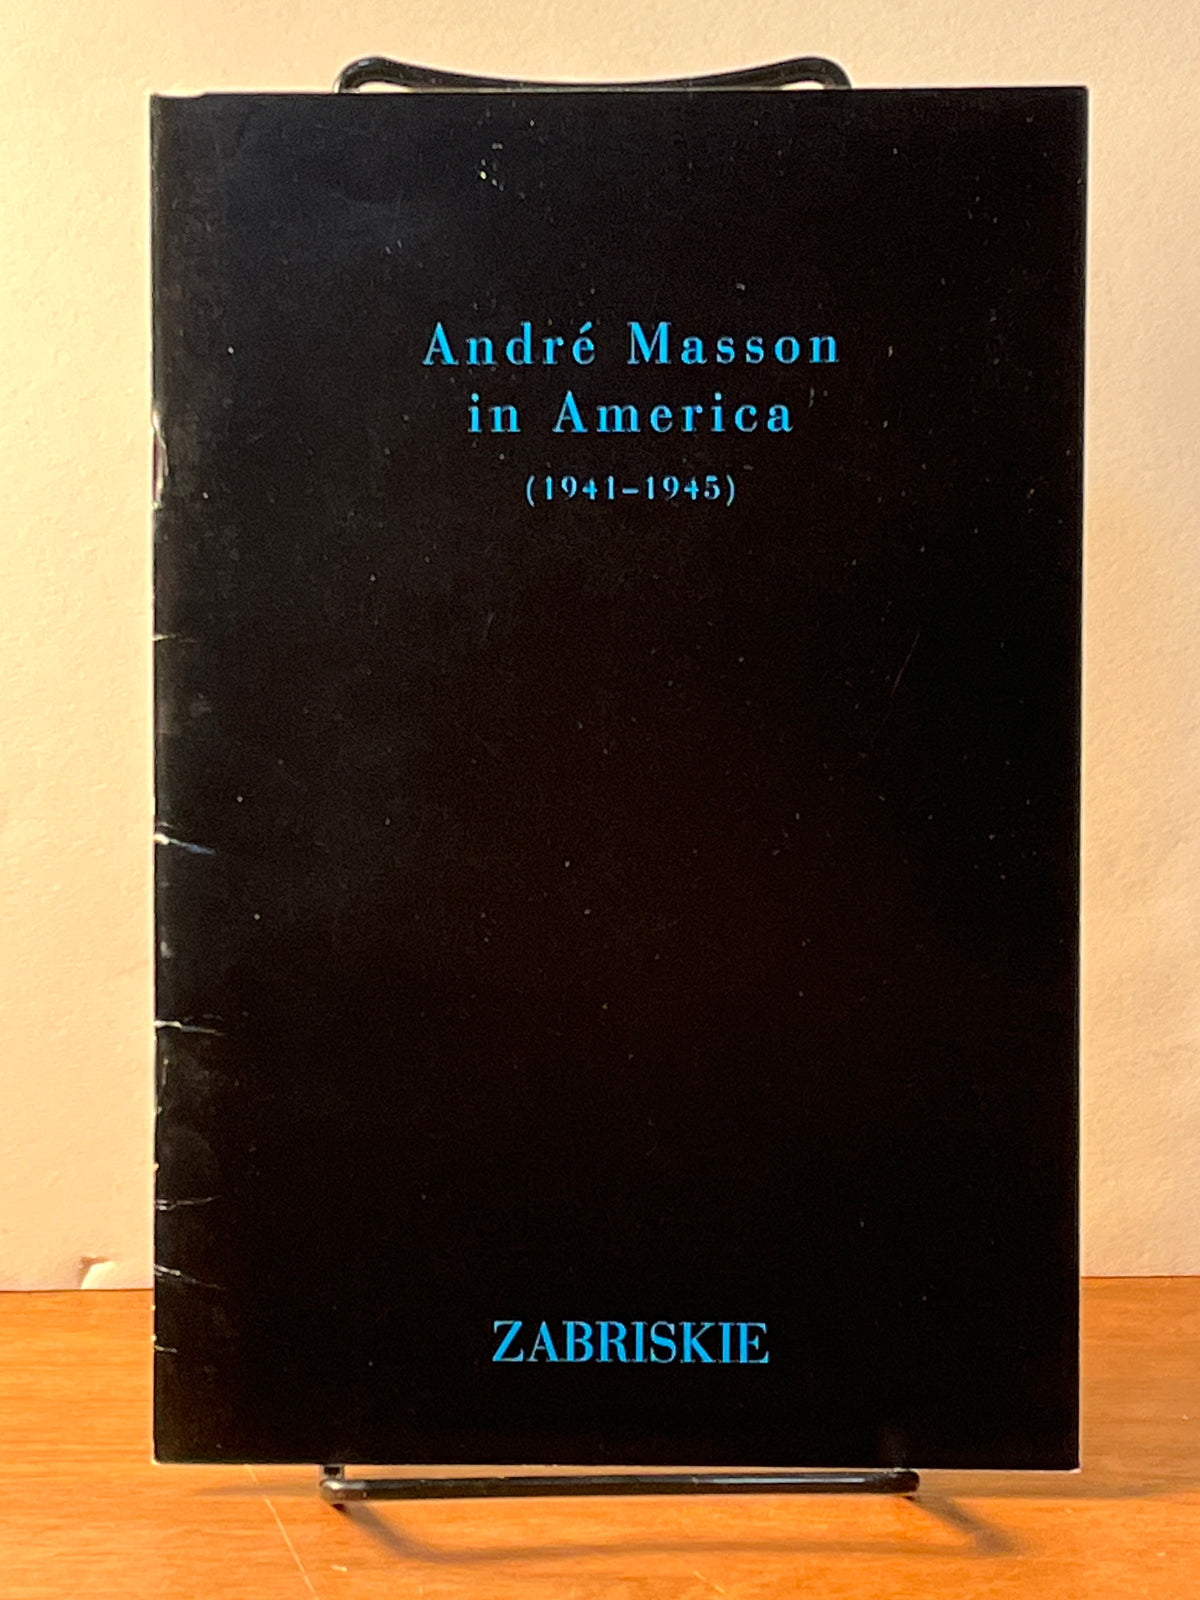 André Masson
in America
(1941–1945)
ZABRISKIE